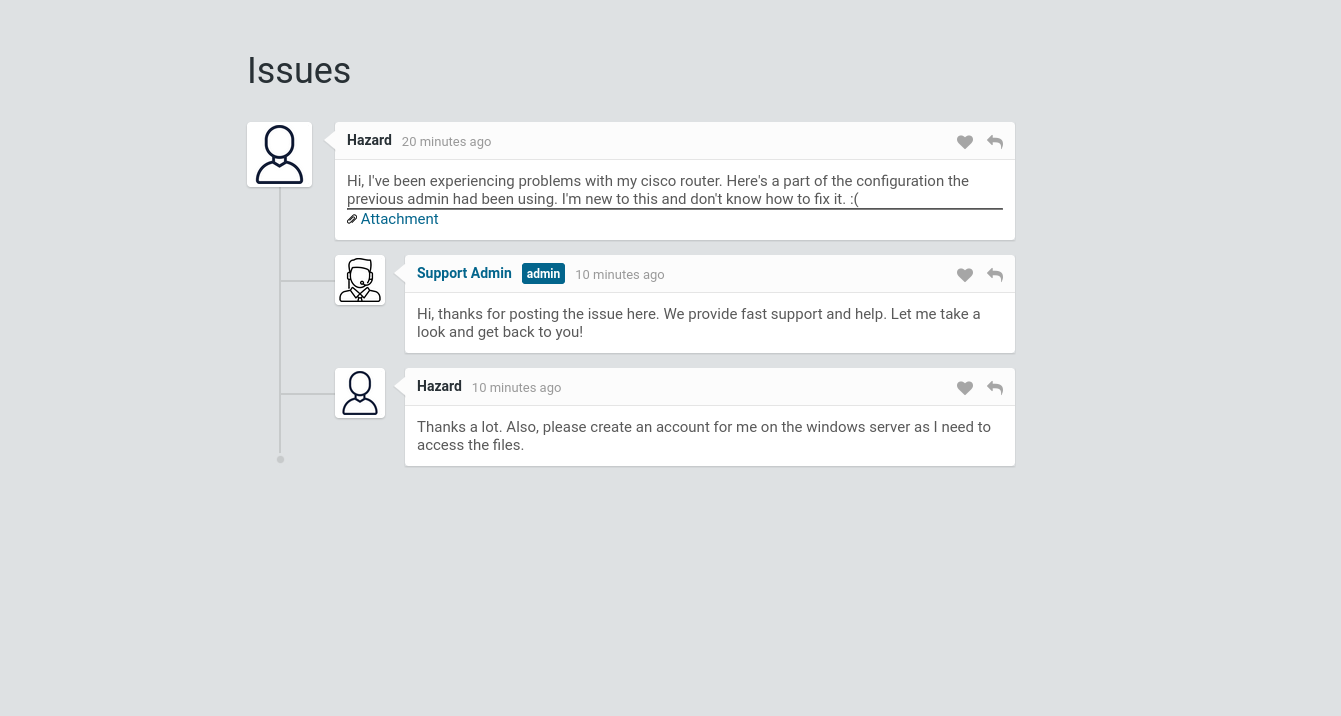 Issues
Hazard 20 minutes ago
Hi, I've been experiencing problems with my cisco router. Here's a part of the configuration the
previous admin had been using. I'm new to this and don't know how to fix it. :(
Attachment
Support Admin admin 10 minutes ago
Hi, thanks for posting the issue here. We provide fast support and help. Let me take a
look and get back to you!
Hazard 10 minutes ago
Thanks a lot. Also, please create an account for me on the windows server as I need to
access the files.